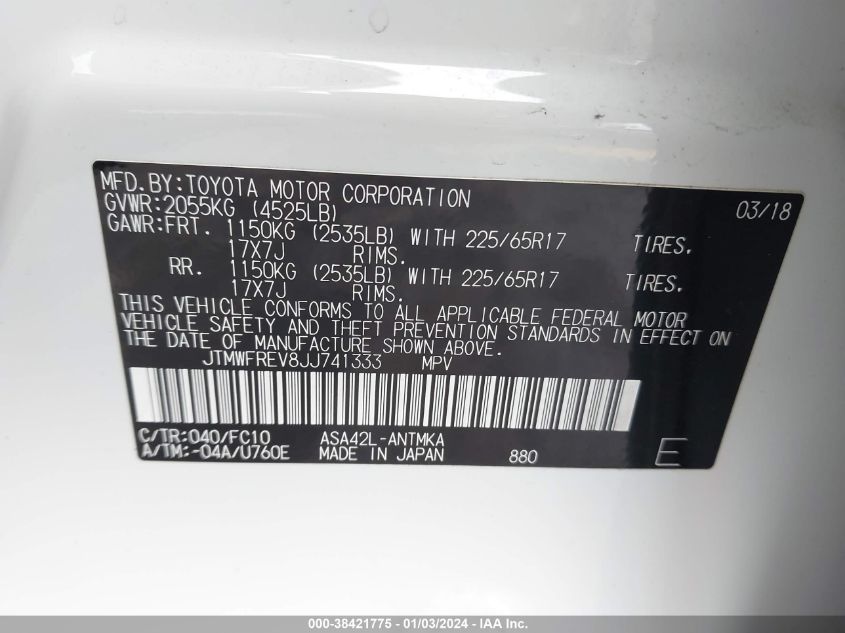 MFD.BY:TOYOTA MOTOR CORPORATION 03/18
GVWR:2055KG (4525LB)
GAWR:FRT. 1150KG (2535LB) WITH 225/65R17 TIRES.
17X7J RIMS.
RR. 1150KG (2535LB) WITH 225/65R17 TIRES.
17X7J RIMS.
THIS VEHICLE CONFORMS TO ALL APPLICABLE FEDERAL MOTOR
VEHICLE SAFETY AND THEFT PREVENTION STANDARDS IN EFFECT ON
THE DATE OF MANUFACTURE SHOWN ABOVE.
JTMWFREV8JJ741333 MPV
C/TR:040/FC10 ASA42L-ANTMKA
A/TM:-04A/U760E MADE IN JAPAN 880 E
000-38421775 - 01/03/2024 - IAA Inc.